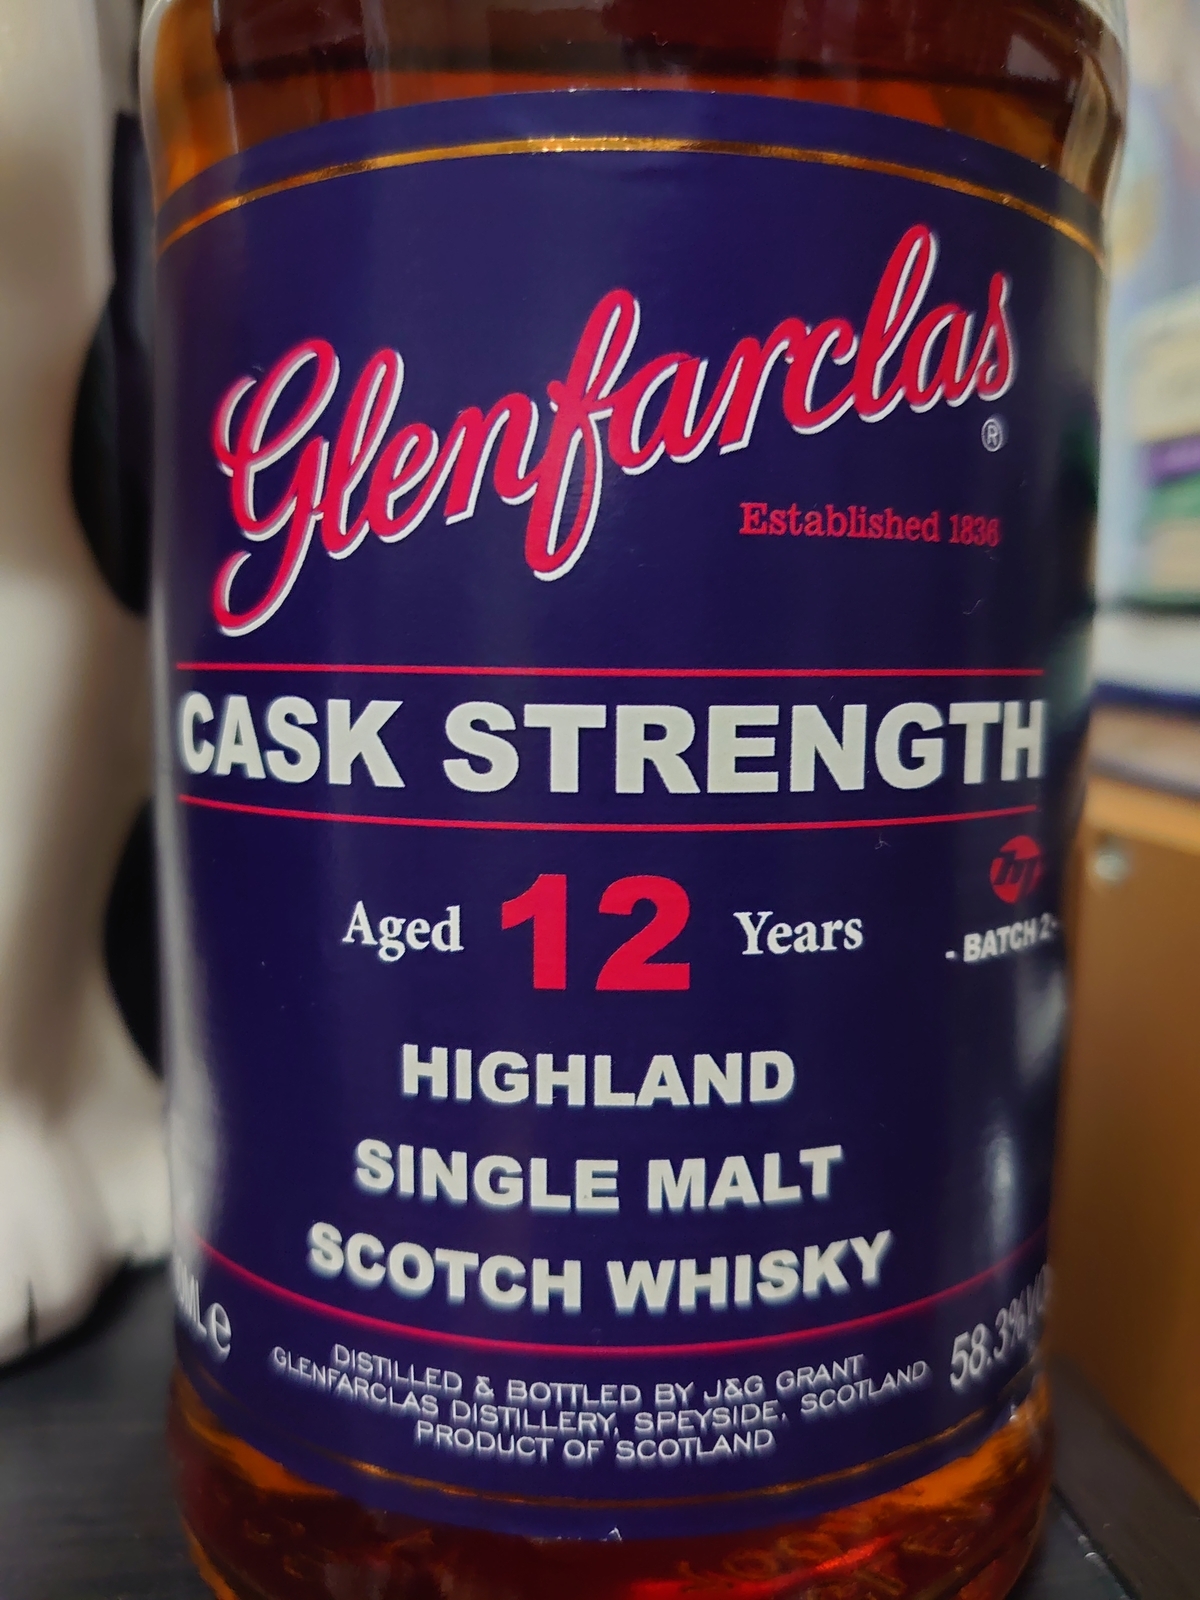 Glenfarclas
®
Established 1836
CASK STRENGTH
Aged 12 Years
- BATCH 2 -
HIGHLAND
SINGLE MALT
SCOTCH WHISKY
ML e
58.3%
DISTILLED & BOTTLED BY J&G GRANT
GLENFARCLAS DISTILLERY, SPEYSIDE, SCOTLAND
PRODUCT OF SCOTLAND